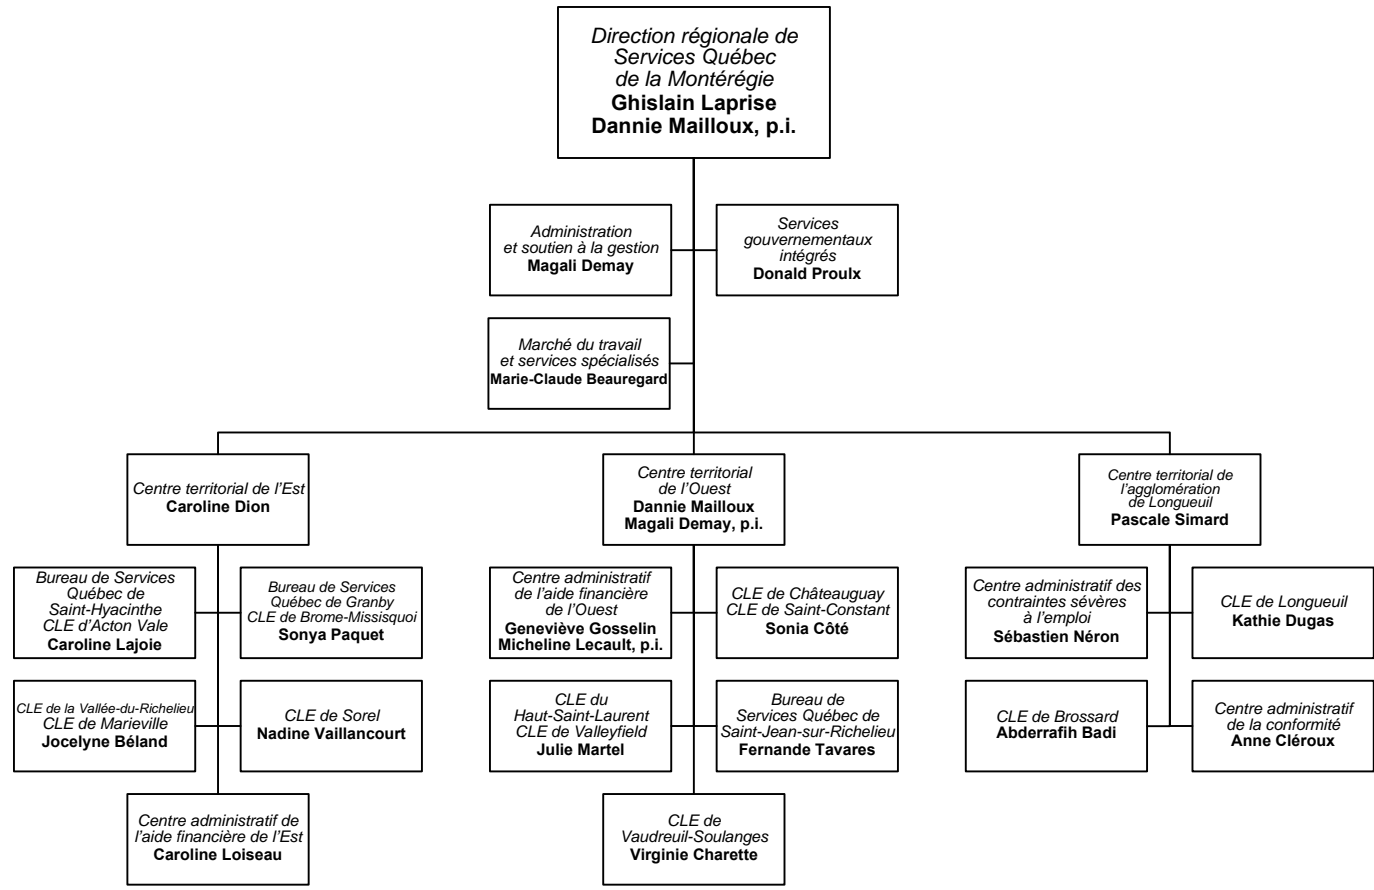 Direction régionale de
Services Québec
de la Montérégie
Ghislain Laprise
Dannie Mailloux, p.i.
Administration
et soutien à la gestion
Magali Demay
Services
gouvernementaux
intégrés
Donald Proulx
Marché du travail
et services spécialisés
Marie-Claude Beauregard
Centre territorial de l'Est
Caroline Dion
Centre territorial
de l'Ouest
Dannie Mailloux
Magali Demay, p.i.
Centre territorial de
l'agglomération
de Longueuil
Pascale Simard
Bureau de Services
Québec de
Saint-Hyacinthe
CLE d'Acton Vale
Caroline Lajoie
Bureau de Services
Québec de Granby
CLE de Brome-Missisquoi
Sonya Paquet
Centre administratif
de l'aide financière
de l'Ouest
Geneviève Gosselin
Micheline Lecault, p.i.
CLE de Châteauguay
CLE de Saint-Constant
Sonia Côté
Centre administratif des
contraintes sévères
à l'emploi
Sébastien Néron
CLE de Longueuil
Kathie Dugas
CLE de la Vallée-du-Richelieu
CLE de Marieville
Jocelyne Béland
CLE de Sorel
Nadine Vaillancourt
CLE du
Haut-Saint-Laurent
CLE de Valleyfield
Julie Martel
Bureau de
Services Québec de
Saint-Jean-sur-Richelieu
Fernande Tavares
CLE de Brossard
Abderrafih Badi
Centre administratif
de la conformité
Anne Cléroux
Centre administratif de
l'aide financière de l'Est
Caroline Loiseau
CLE de
Vaudreuil-Soulanges
Virginie Charette